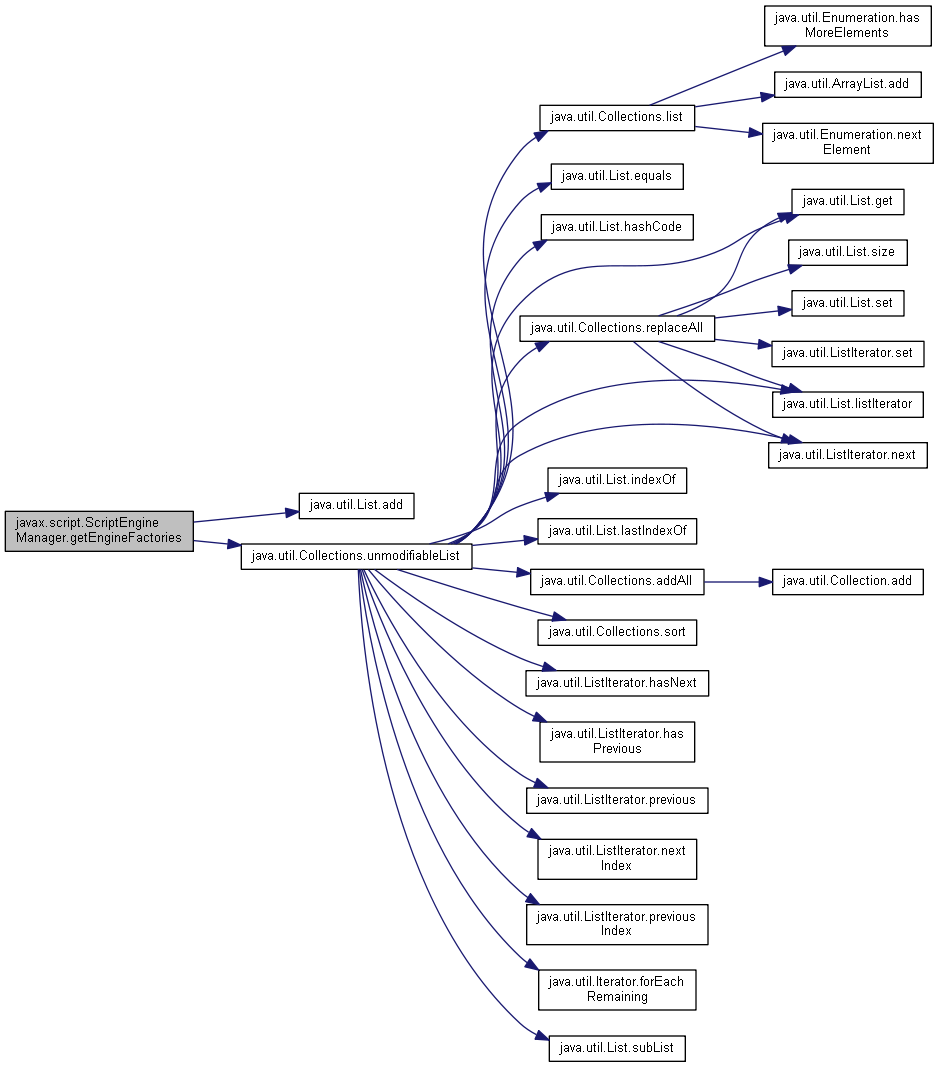 javax.script.ScriptEngine
Manager.getEngineFactories
java.util.List.add
java.util.Collections.unmodifiableList
java.util.Collections.list
java.util.Enumeration.has
MoreElements
java.util.ArrayList.add
java.util.Enumeration.next
Element
java.util.List.equals
java.util.List.hashCode
java.util.List.get
java.util.Collections.replaceAll
java.util.List.size
java.util.List.set
java.util.ListIterator.set
java.util.List.listIterator
java.util.ListIterator.next
java.util.List.indexOf
java.util.List.lastIndexOf
java.util.Collections.addAll
java.util.Collection.add
java.util.Collections.sort
java.util.ListIterator.hasNext
java.util.ListIterator.has
Previous
java.util.ListIterator.previous
java.util.ListIterator.next
Index
java.util.ListIterator.previous
Index
java.util.Iterator.forEach
Remaining
java.util.List.subList